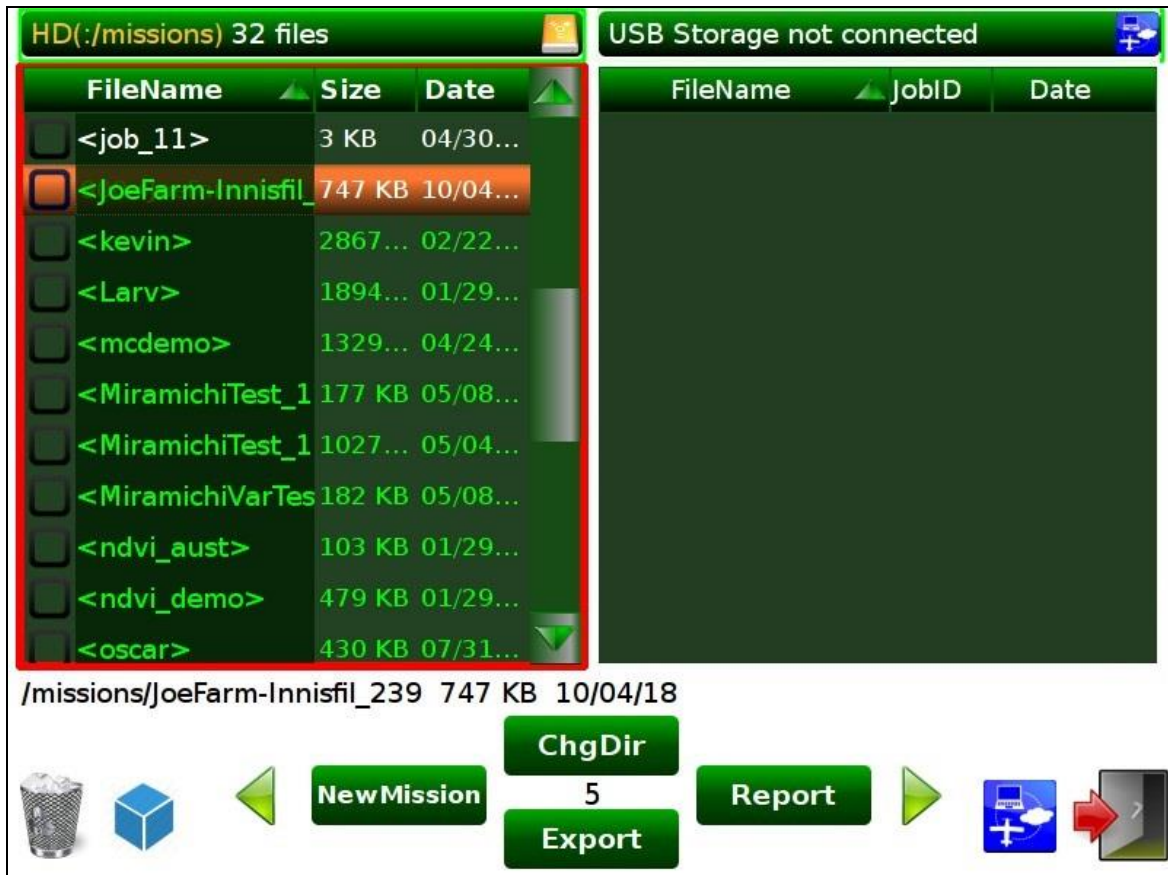 HD(:/missions) 32 files
USB Storage not connected
FileName Size Date
FileName JobID Date
<job_11> 3 KB 04/30...
<JoeFarm-Innisfil_ 747 KB 10/04...
<kevin> 2867... 02/22...
<Larv> 1894... 01/29...
<mcdemo> 1329... 04/24...
<MiramichiTest_1 177 KB 05/08...
<MiramichiTest_1 1027... 05/04...
<MiramichiVarTes 182 KB 05/08...
<ndvi_aust> 103 KB 01/29...
<ndvi_demo> 479 KB 01/29...
<oscar> 430 KB 07/31...
/missions/JoeFarm-Innisfil_239 747 KB 10/04/18
ChgDir
NewMission 5 Report
Export